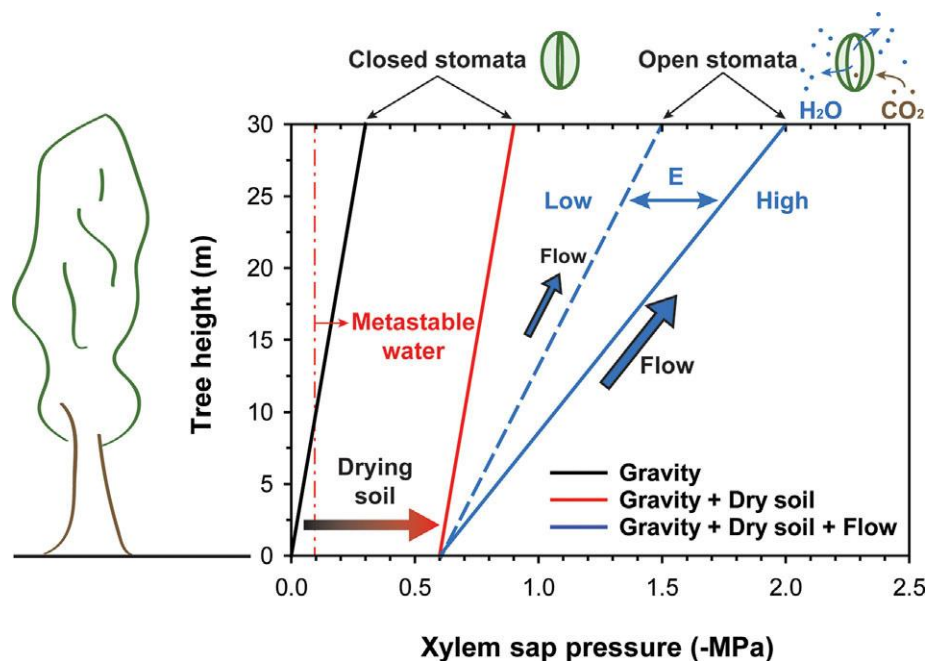 Closed stomata
Open stomata
H₂O
CO₂
30
25
20
15
10
5
0
Tree height (m)
Low
E
High
Flow
Metastable
water
Flow
Drying
soil
Gravity
Gravity + Dry soil
Gravity + Dry soil + Flow
0.0
0.5
1.0
1.5
2.0
2.5
Xylem sap pressure (-MPa)